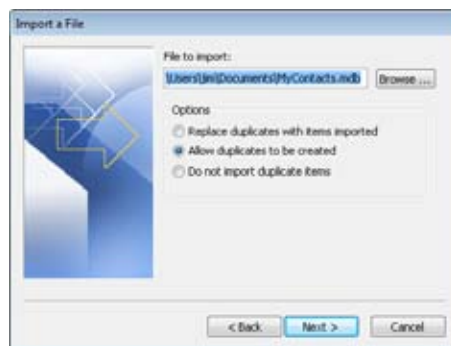 Import a File
File to import:
\Users\Jim\Documents\MyContacts.mdb
Browse ...
Options
Replace duplicates with items imported
Allow duplicates to be created
Do not import duplicate items
< Back
Next >
Cancel